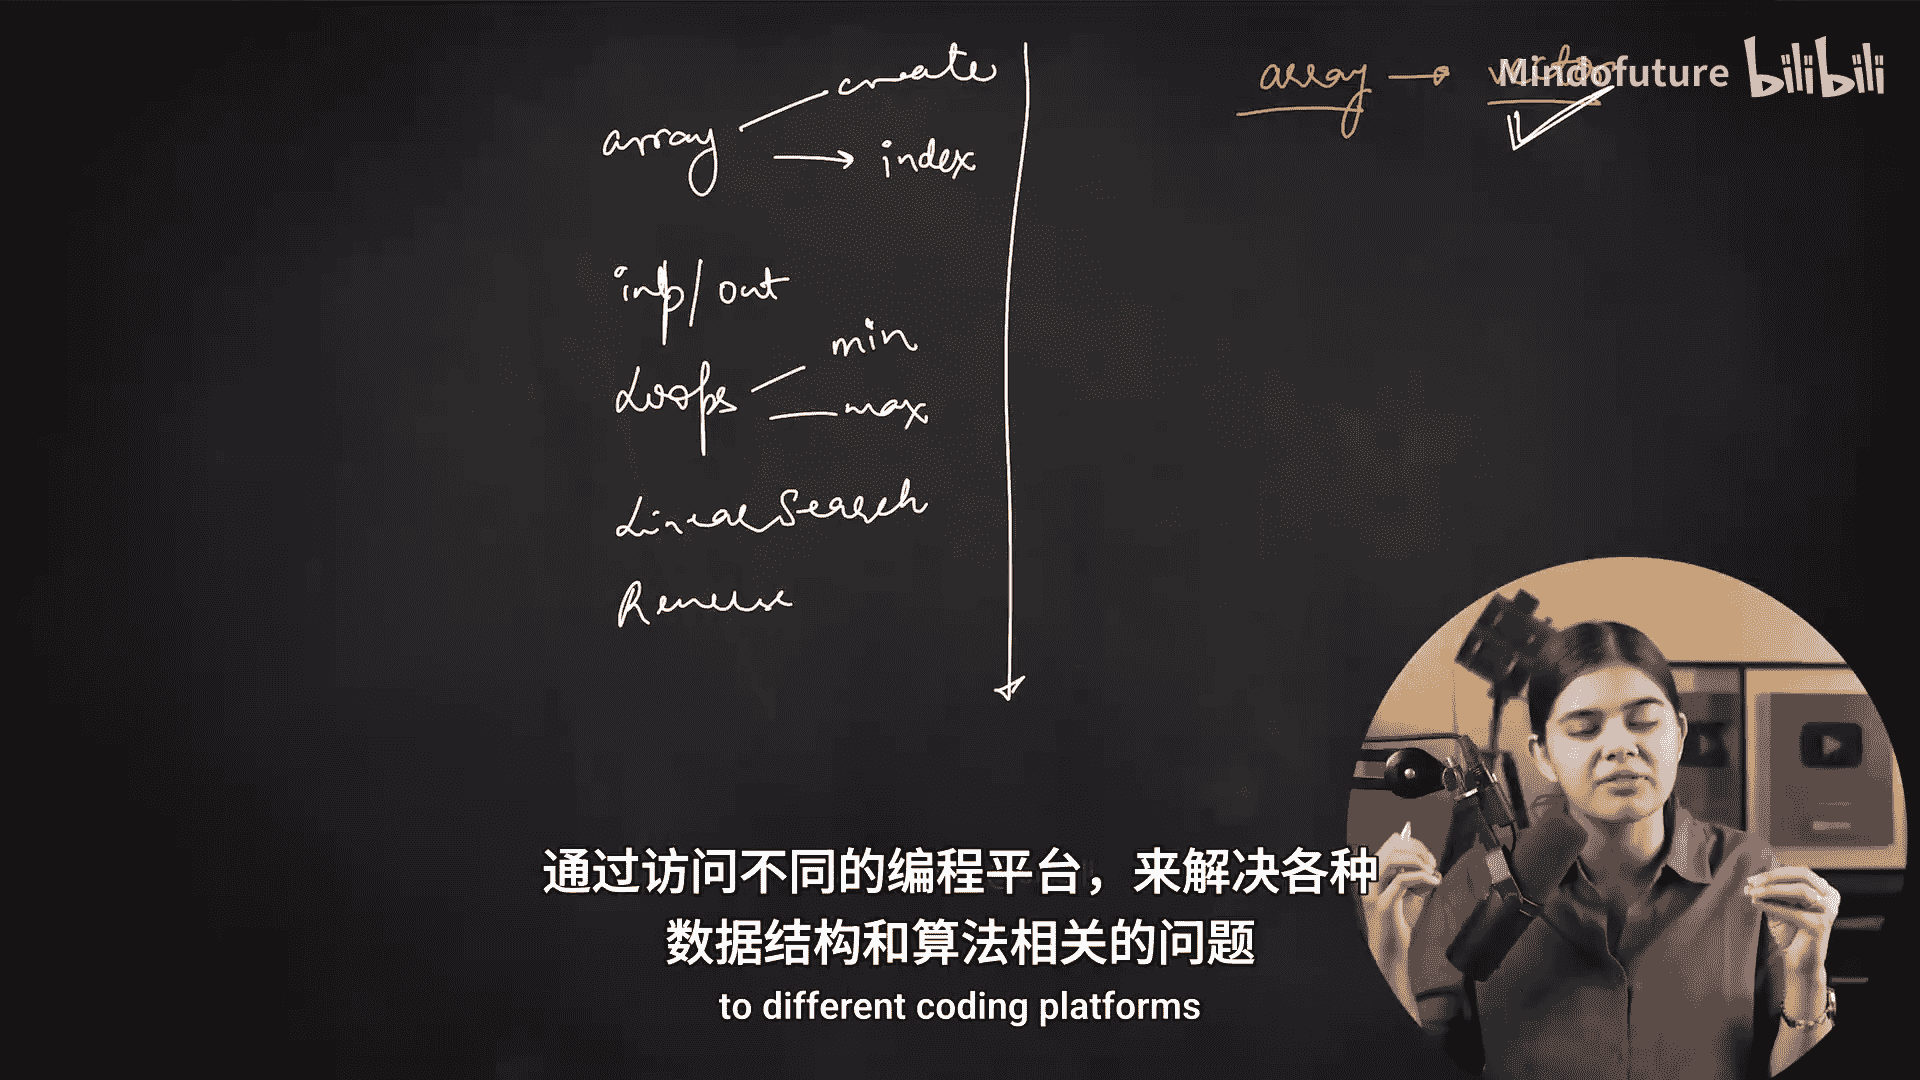 create
array
index
inp/out
min
Loops
max
Linear Search
Reverse
array
Mindofuture bilibili
通过访问不同的编程平台，来解决各种
数据结构和算法相关的问题
to different coding platforms